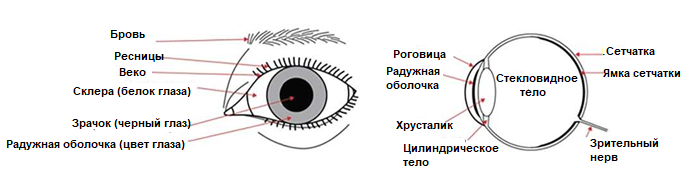 Бровь
Ресницы
Веко
Склера (белок глаза)
Зрачок (черный глаз)
Радужная оболочка (цвет глаза)
Роговица
Радужная
оболочка
Хрусталик
Цилиндрическое
тело
Стекловидное
тело
Сетчатка
Ямка сетчатки
Зрительный
нерв